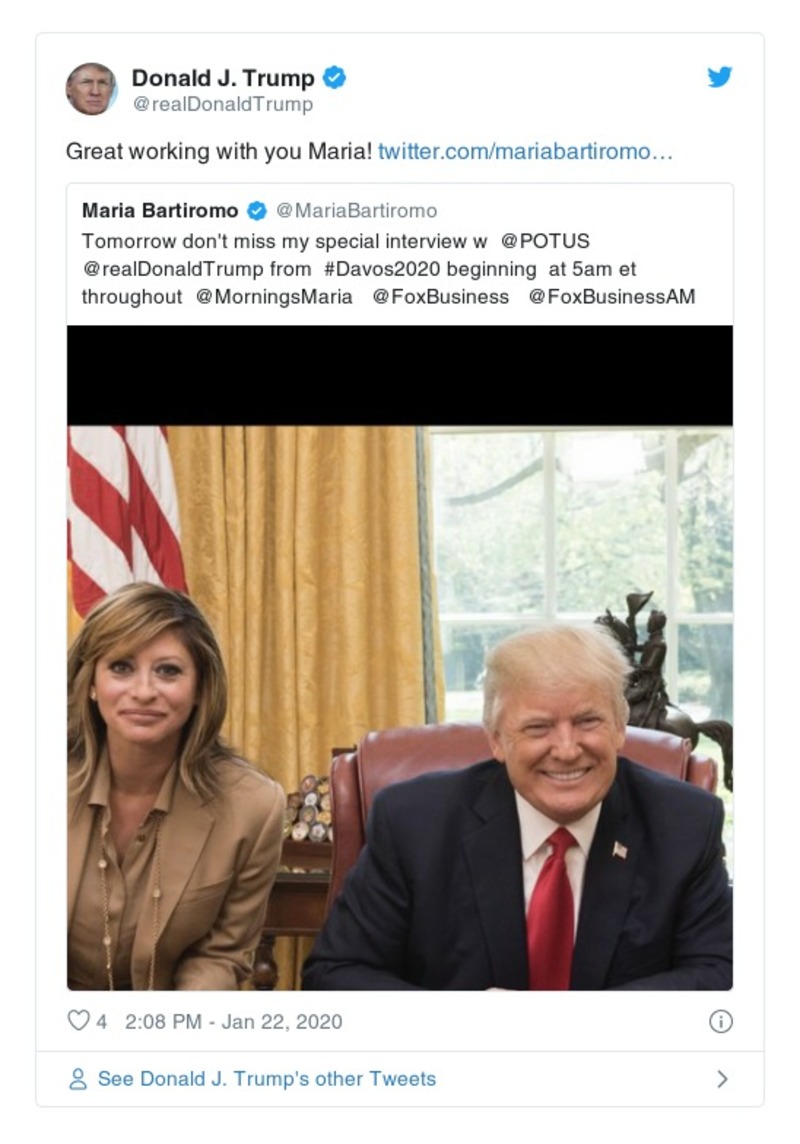 Donald J. Trump
@realDonaldTrump
Great working with you Maria! twitter.com/mariabartiromo…
Maria Bartiromo @MariaBartiromo
Tomorrow don't miss my special interview w @POTUS
@realDonaldTrump from #Davos2020 beginning at 5am et
throughout @MorningsMaria @FoxBusiness @FoxBusinessAM
4 2:08 PM - Jan 22, 2020
See Donald J. Trump's other Tweets